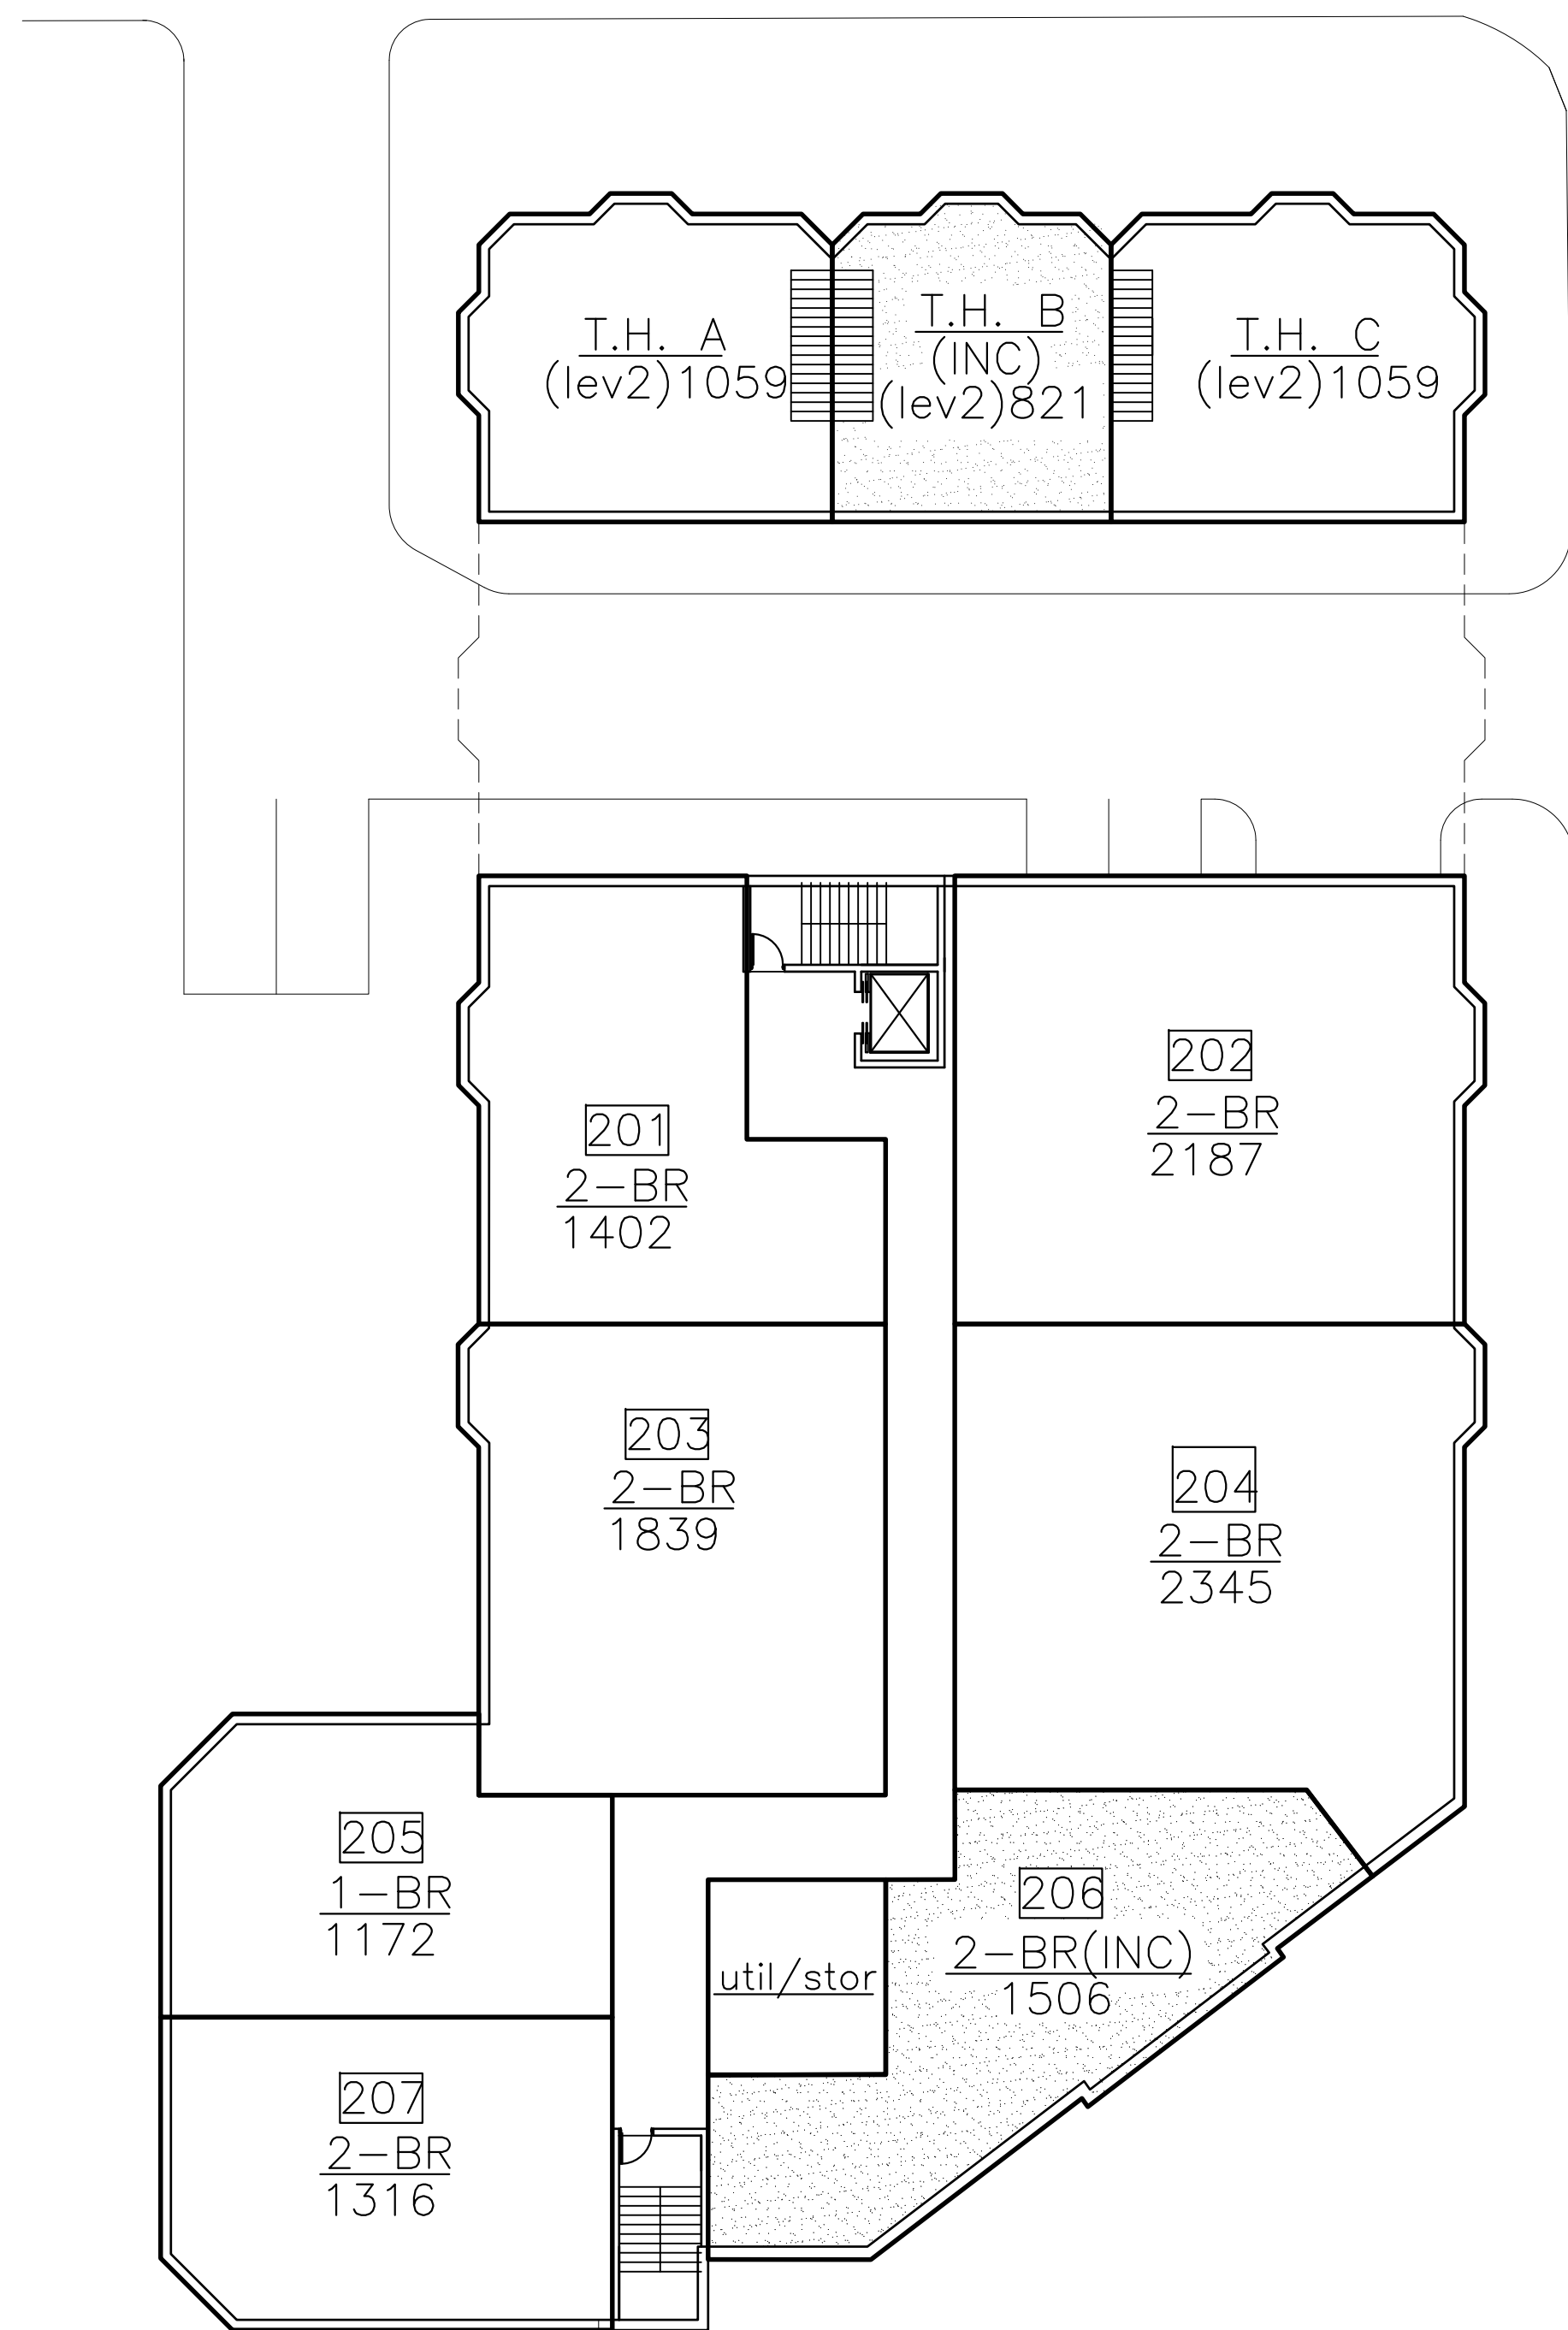 T.H. A
(lev2)1059
T.H. B
(INC)
(lev2)821
T.H. C
(lev2)1059
201
2-BR
1402
202
2-BR
2187
203
2-BR
1839
204
2-BR
2345
205
1-BR
1172
206
2-BR(INC)
1506
util/stor
207
2-BR
1316